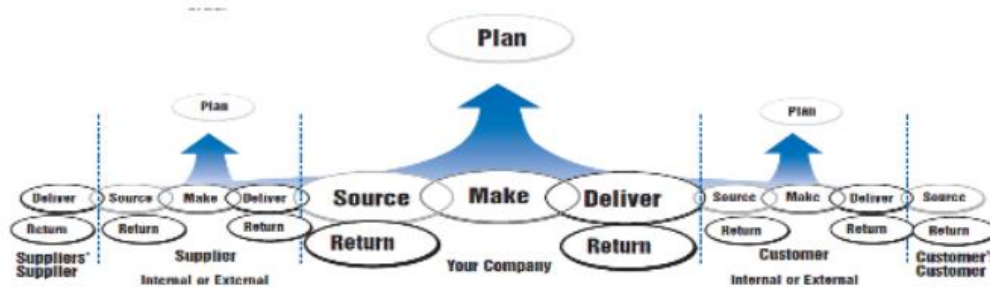 Plan
Plan
Plan
Deliver
Source
Make
Deliver
Source
Make
Deliver
Source
Make
Deliver
Source
Return
Return
Return
Return
Return
Return
Return
Return
Suppliers'
Supplier
Supplier
Internal or External
Your Company
Customer
Internal or External
Customer'
Customer